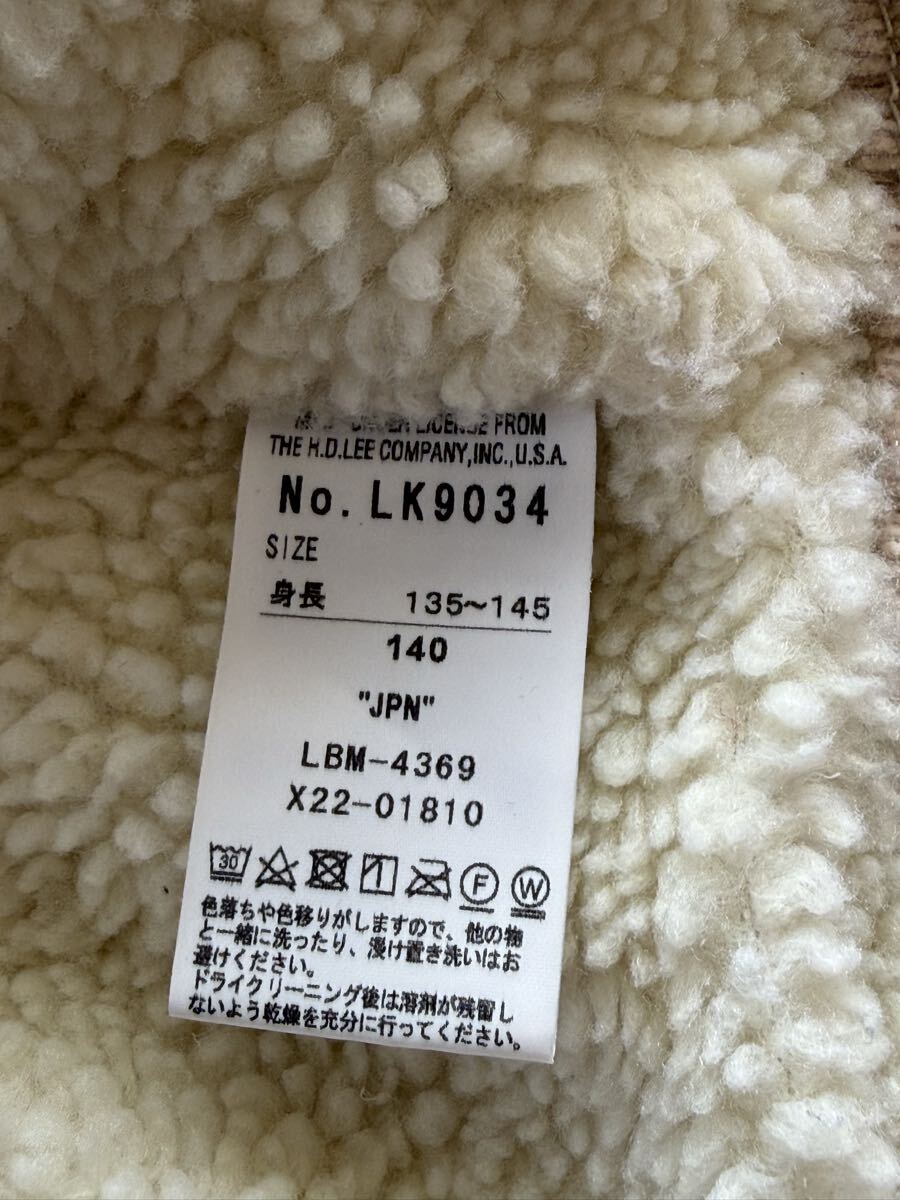 UNDER LICENSE FROM
THE H.D.LEE COMPANY,INC.,U.S.A.
No. LK9034
SIZE
身長 135~145
140
"JPN"
LBM-4369
X22-01810
30 F W
色落ちや色移りがしますので、他の物
と一緒に洗ったり、浸け置き洗いはお
避けください。
ドライクリーニング後は溶剤が残留し
ないよう乾燥を充分に行ってください。